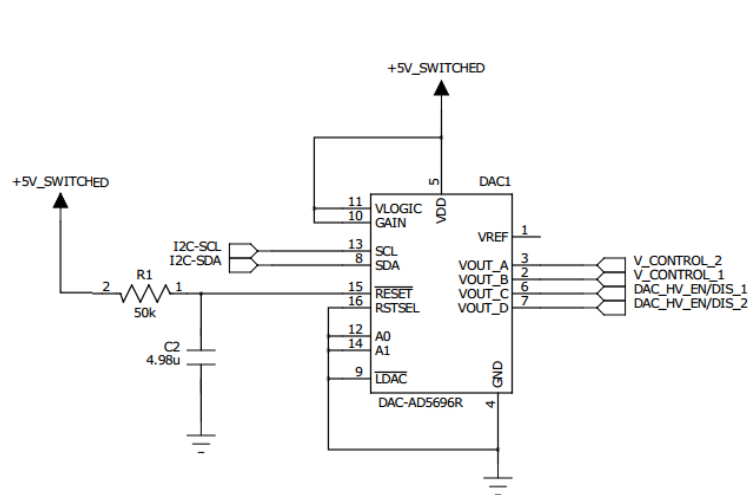 +5V_SWITCHED
+5V_SWITCHED
DAC1
5
VDD
11 VLOGIC
10 GAIN
VREF 1
I2C-SCL 13 SCL
I2C-SDA 8 SDA
VOUT_A 3 V_CONTROL_2
VOUT_B 2 V_CONTROL_1
VOUT_C 6 DAC_HV_EN/DIS_1
VOUT_D 7 DAC_HV_EN/DIS_2
R1
2 1
50k
15 RESET
16 RSTSEL
12 A0
14 A1
C2
4.98u
9 LDAC
GND
4
DAC-AD5696R